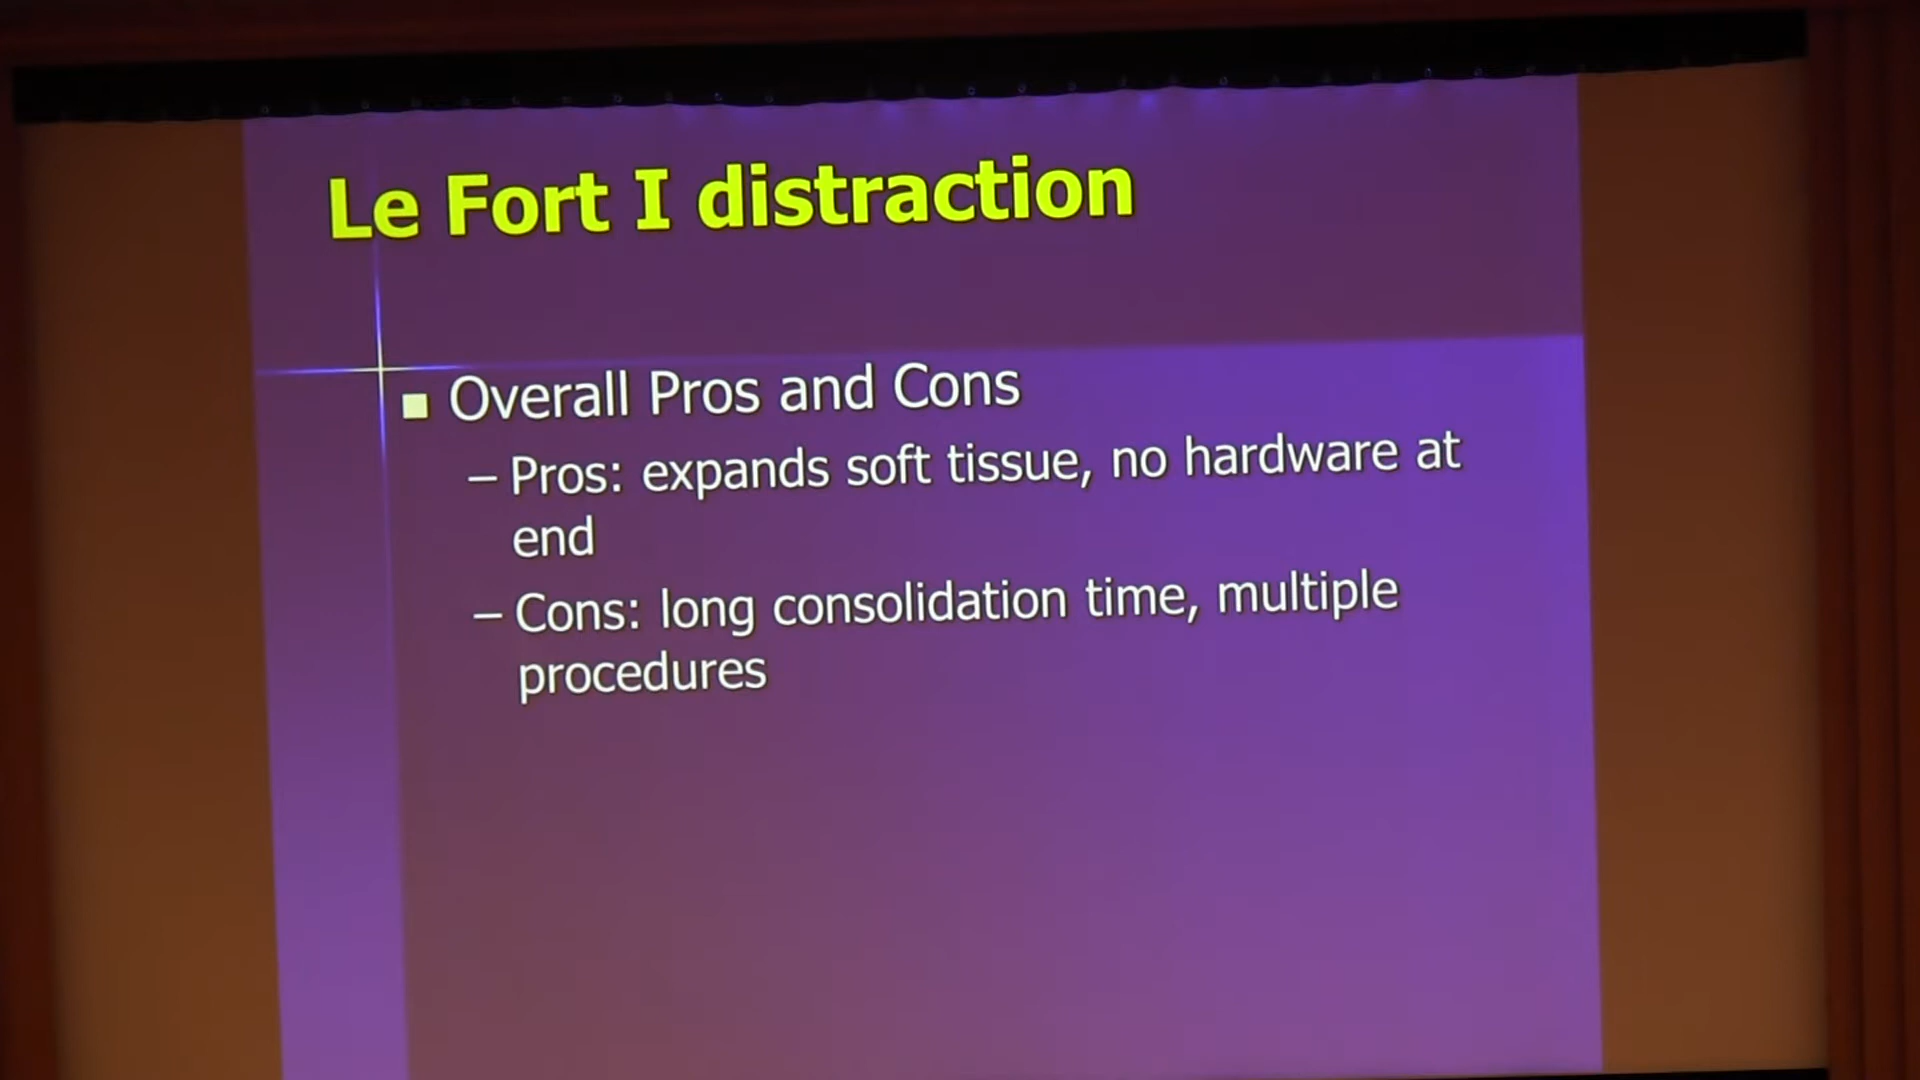 Le Fort I distraction
■ Overall Pros and Cons
– Pros: expands soft tissue, no hardware at
end
– Cons: long consolidation time, multiple
procedures